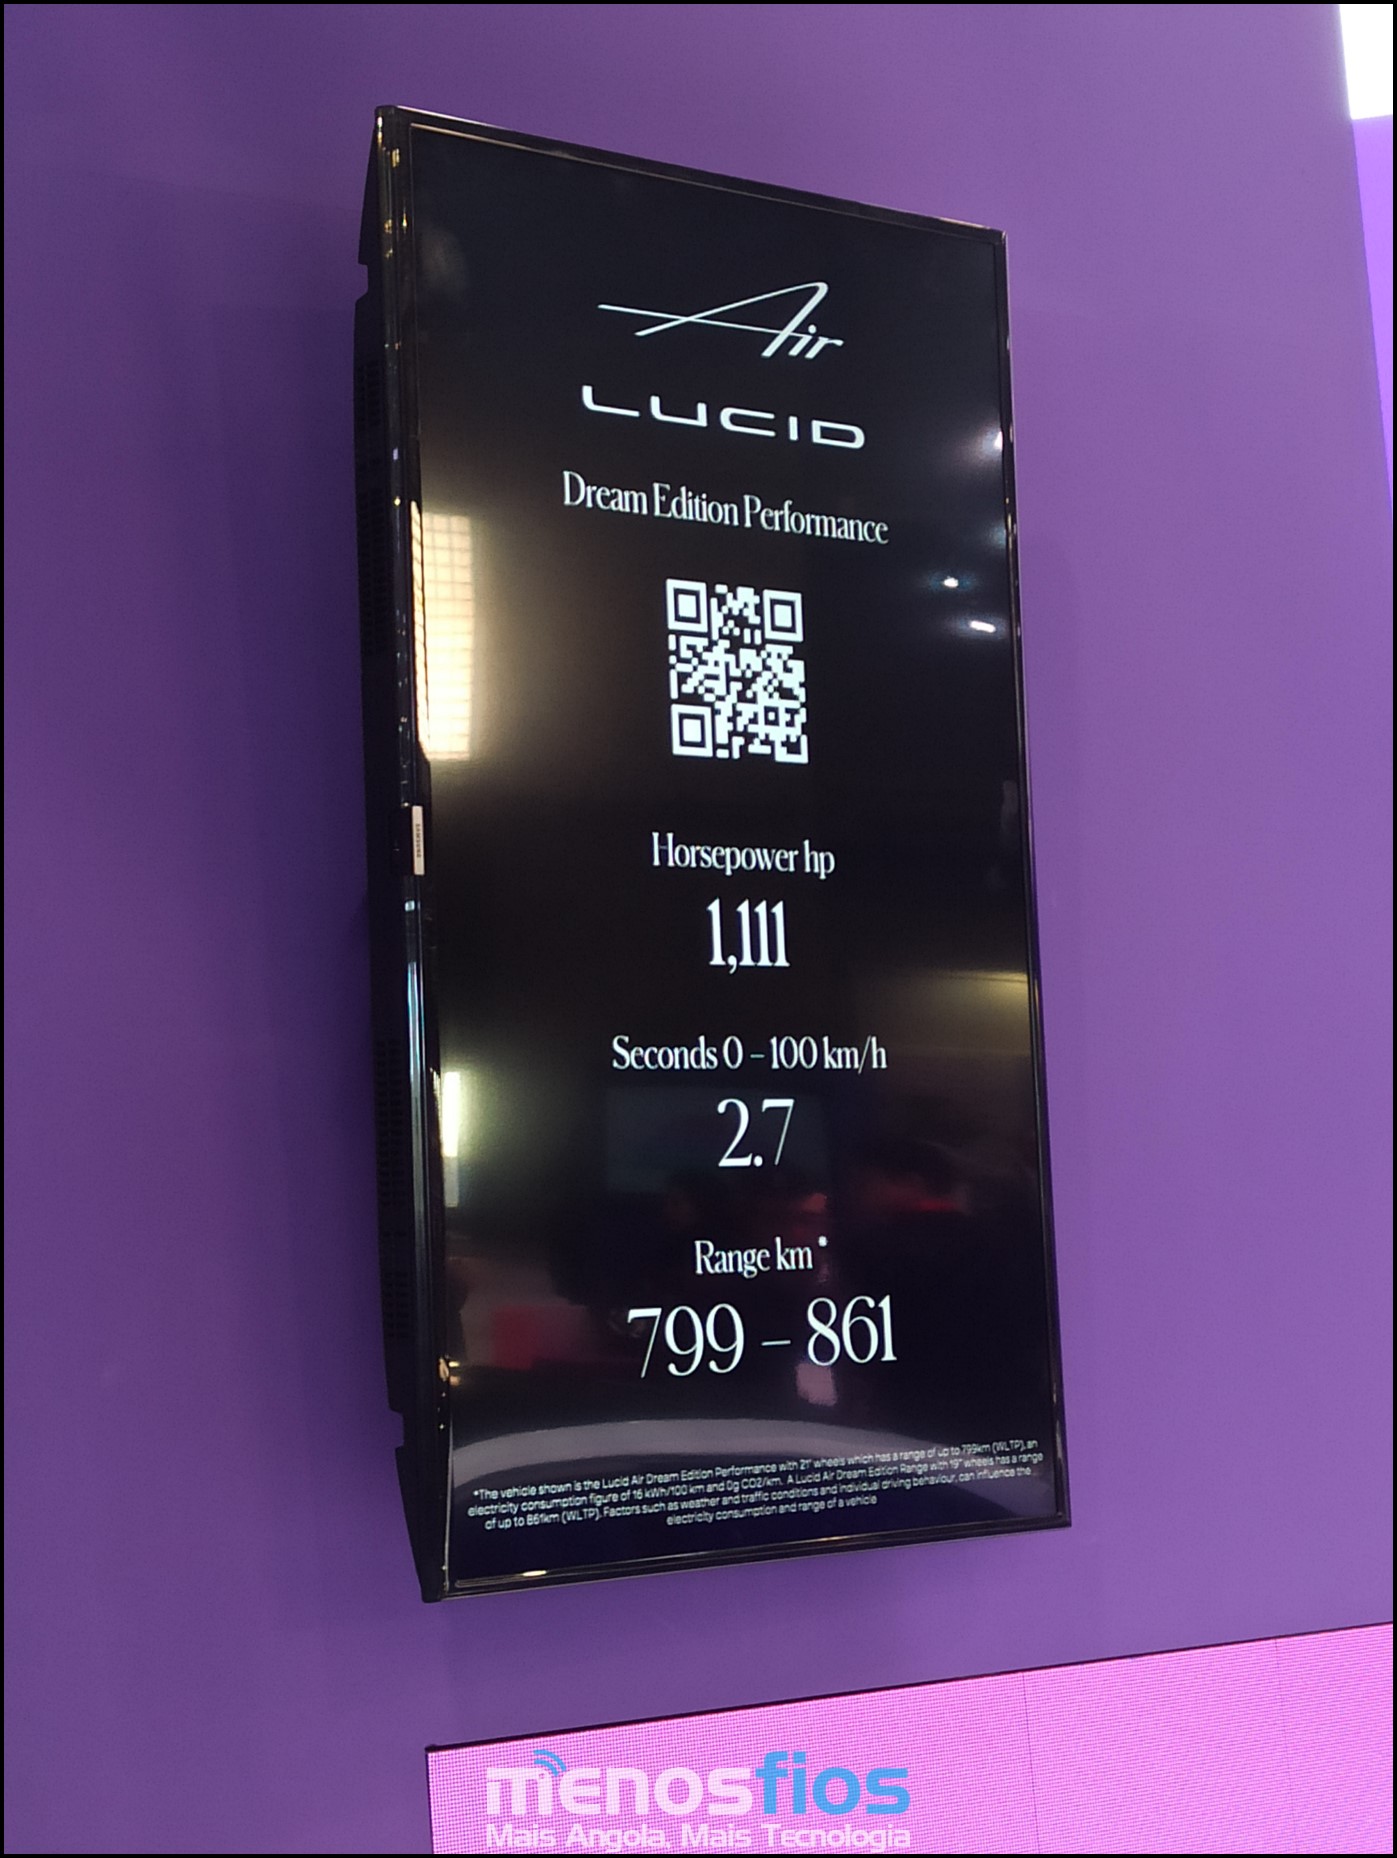 Air
LUCID
Dream Edition Performance
Horsepower hp
1,111
Seconds 0 – 100 km/h
2.7
Range km*
799 – 861
*The vehicle shown is the Lucid Air Dream Edition Performance with 21" wheels which has a range of up to 799km (WLTP), an
electricity consumption figure of 16 kWh/100 km and 0g CO2/km. A Lucid Air Dream Edition Range with 19" wheels has a range
of up to 861km (WLTP). Factors such as weather and traffic conditions and individual driving behaviour, can influence the
electricity consumption and range of a vehicle
SAMSUNG
menosfios
Mais Angola, Mais Tecnologia